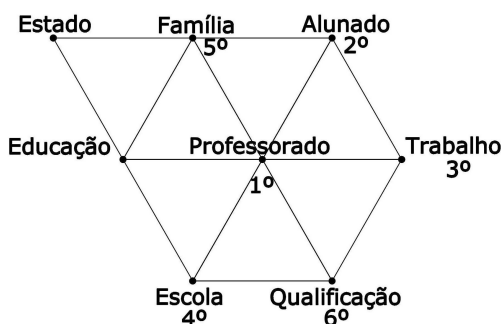 Estado Família Alunado
5º 2º
Educação Professorado Trabalho
1º 3º
Escola Qualificação
4º 6º